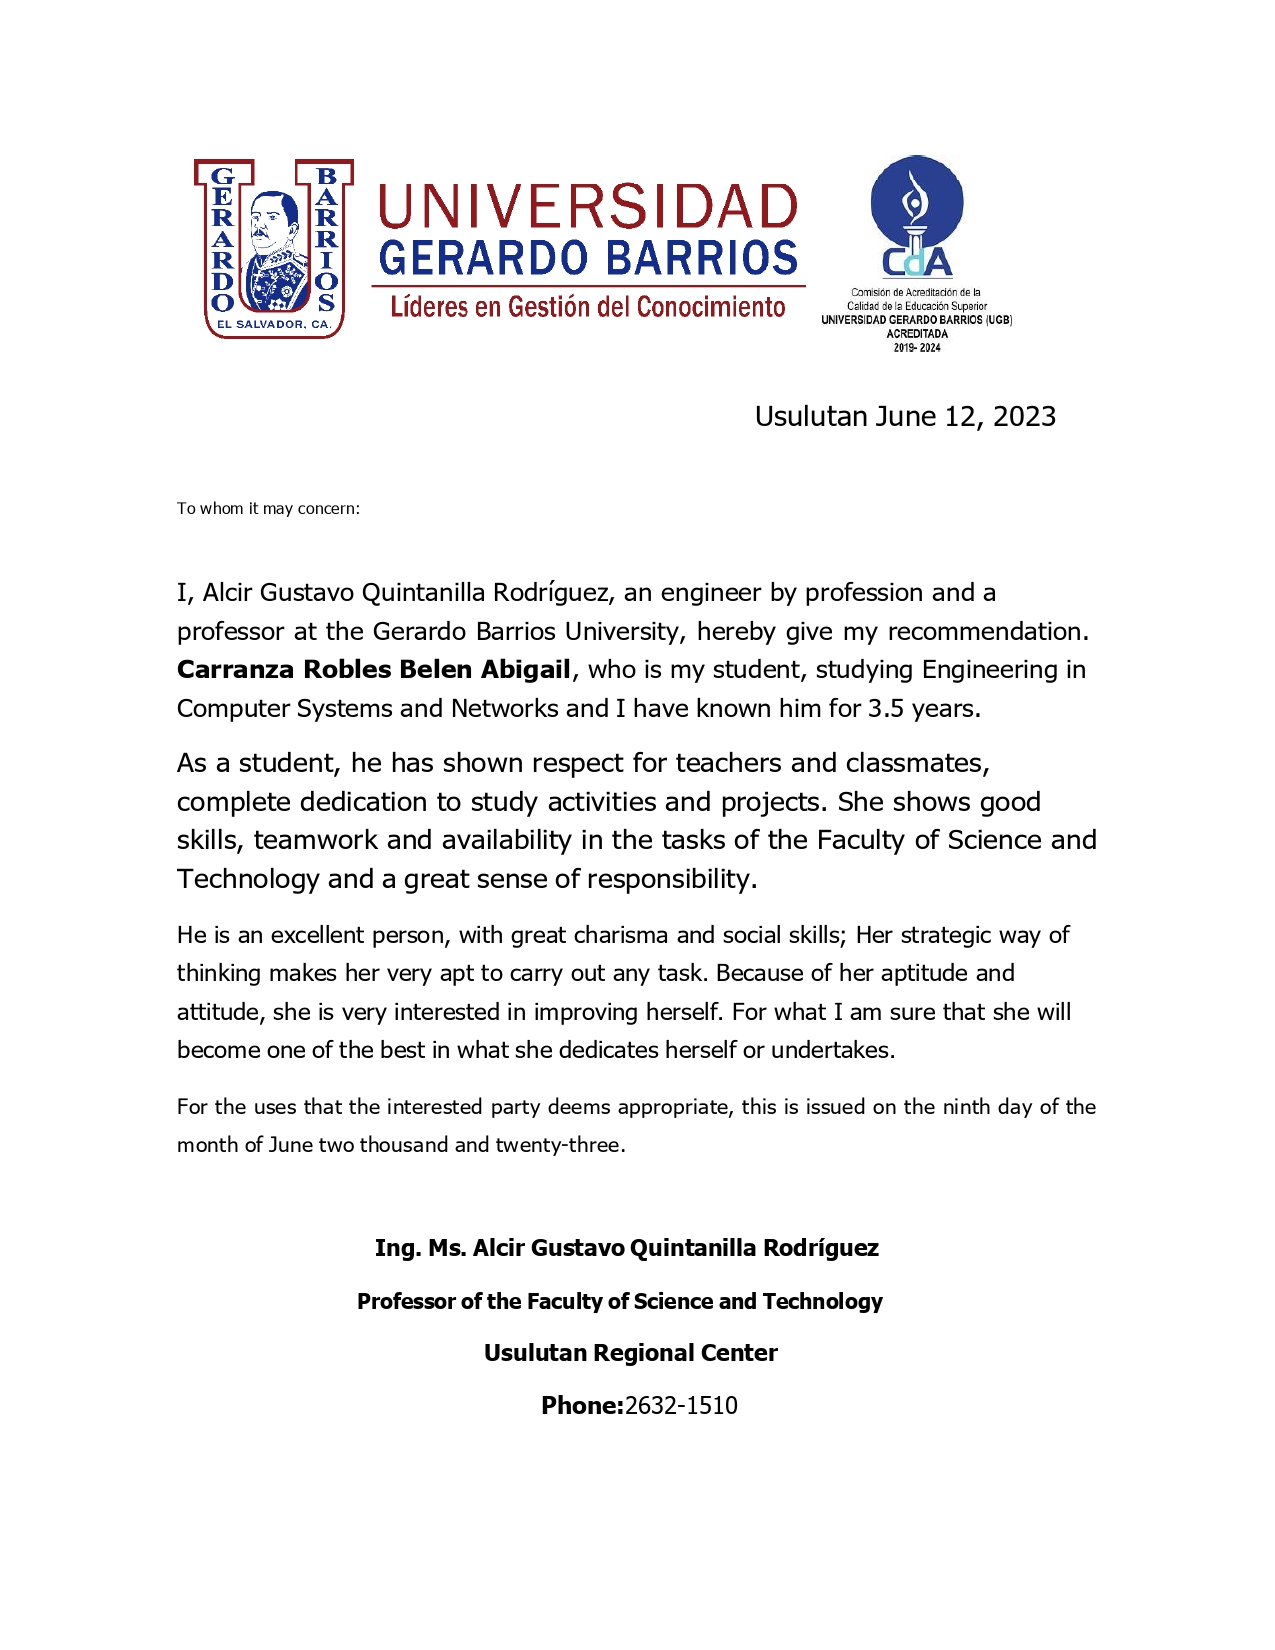 GERARDO
BARRIOS
EL SALVADOR, CA.
UNIVERSIDAD
GERARDO BARRIOS
Líderes en Gestión del Conocimiento
CdA
Comisión de Acreditación de la
Calidad de la Educación Superior
UNIVERSIDAD GERARDO BARRIOS (UGB)
ACREDITADA
2019- 2024
Usulutan June 12, 2023
To whom it may concern:
I, Alcir Gustavo Quintanilla Rodríguez, an engineer by profession and a
professor at the Gerardo Barrios University, hereby give my recommendation.
Carranza Robles Belen Abigail, who is my student, studying Engineering in
Computer Systems and Networks and I have known him for 3.5 years.
As a student, he has shown respect for teachers and classmates,
complete dedication to study activities and projects. She shows good
skills, teamwork and availability in the tasks of the Faculty of Science and
Technology and a great sense of responsibility.
He is an excellent person, with great charisma and social skills; Her strategic way of
thinking makes her very apt to carry out any task. Because of her aptitude and
attitude, she is very interested in improving herself. For what I am sure that she will
become one of the best in what she dedicates herself or undertakes.
For the uses that the interested party deems appropriate, this is issued on the ninth day of the
month of June two thousand and twenty-three.
Ing. Ms. Alcir Gustavo Quintanilla Rodríguez
Professor of the Faculty of Science and Technology
Usulutan Regional Center
Phone:2632-1510